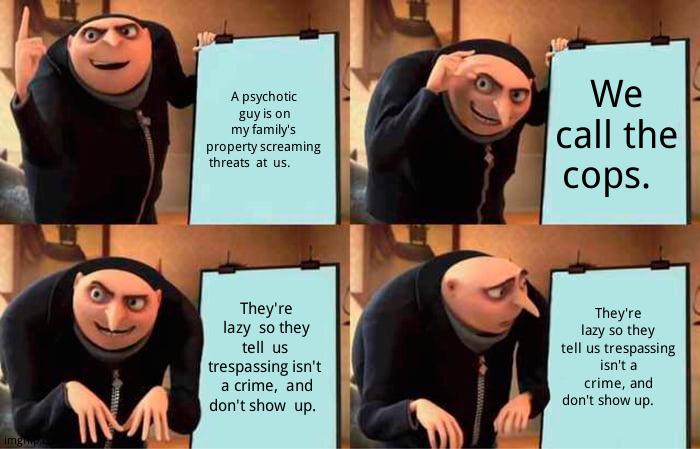 A psychotic
guy is on
my family's
property screaming
threats at us.
We
call the
cops.
They're
lazy so they
tell us
trespassing isn't
a crime, and
don't show up.
They're
lazy so they
tell us trespassing
isn't a
crime, and
don't show up.